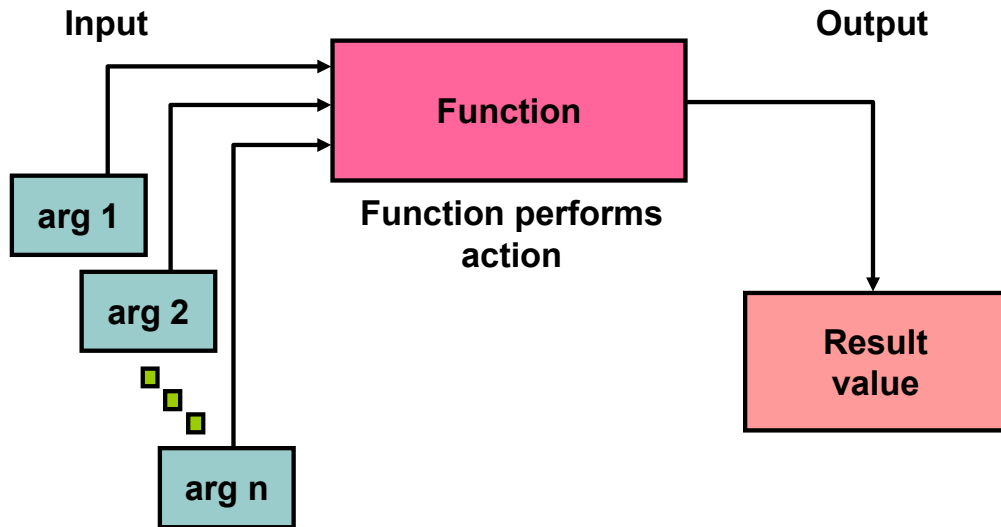 Input
Output
Function
arg 1
Function performs
action
arg 2
Result
value
arg n